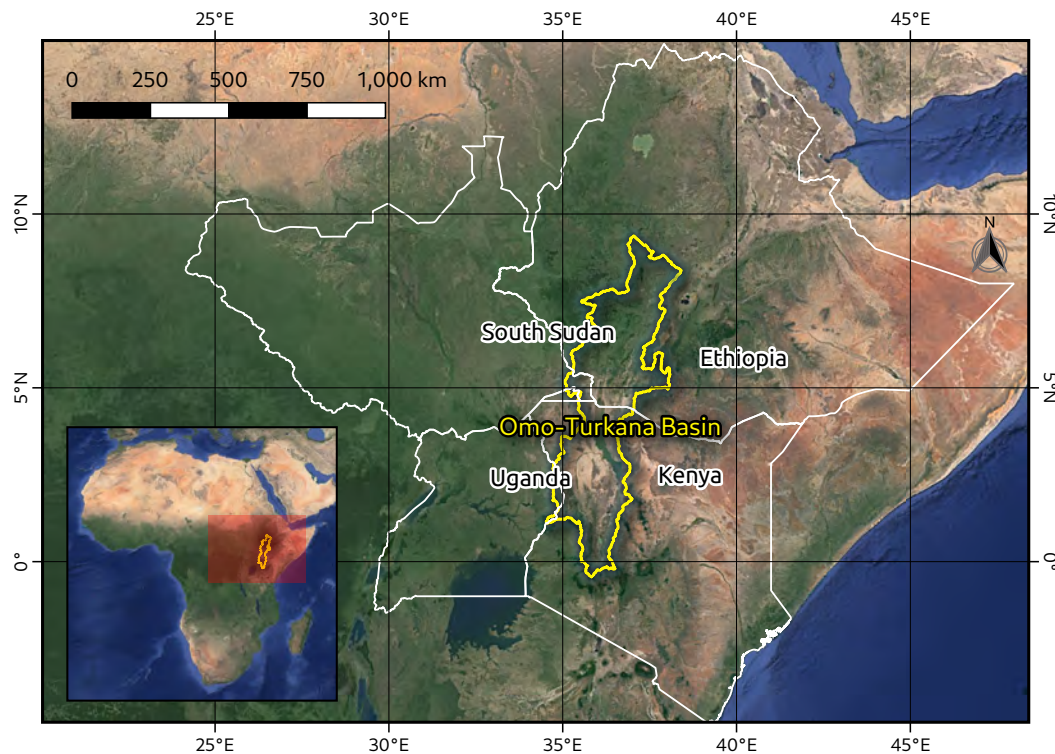 25°E 30°E 35°E 40°E 45°E
0 250 500 750 1,000 km
10°N 10°N
N
South Sudan
Ethiopia
5°N 5°N
Omo-Turkana Basin
Uganda Kenya
0° 0°
25°E 30°E 35°E 40°E 45°E